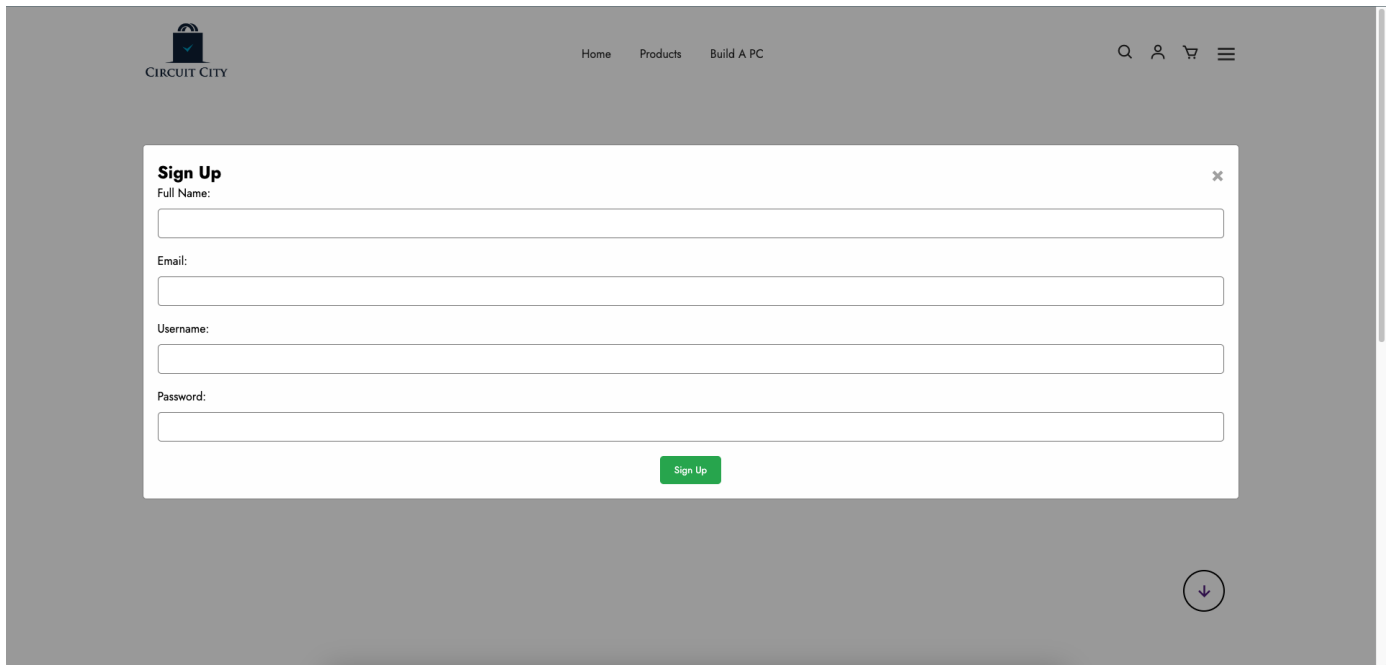 Home Products Build A PC
CIRCUIT CITY
Sign Up
Full Name:
Email:
Username:
Password:
Sign Up